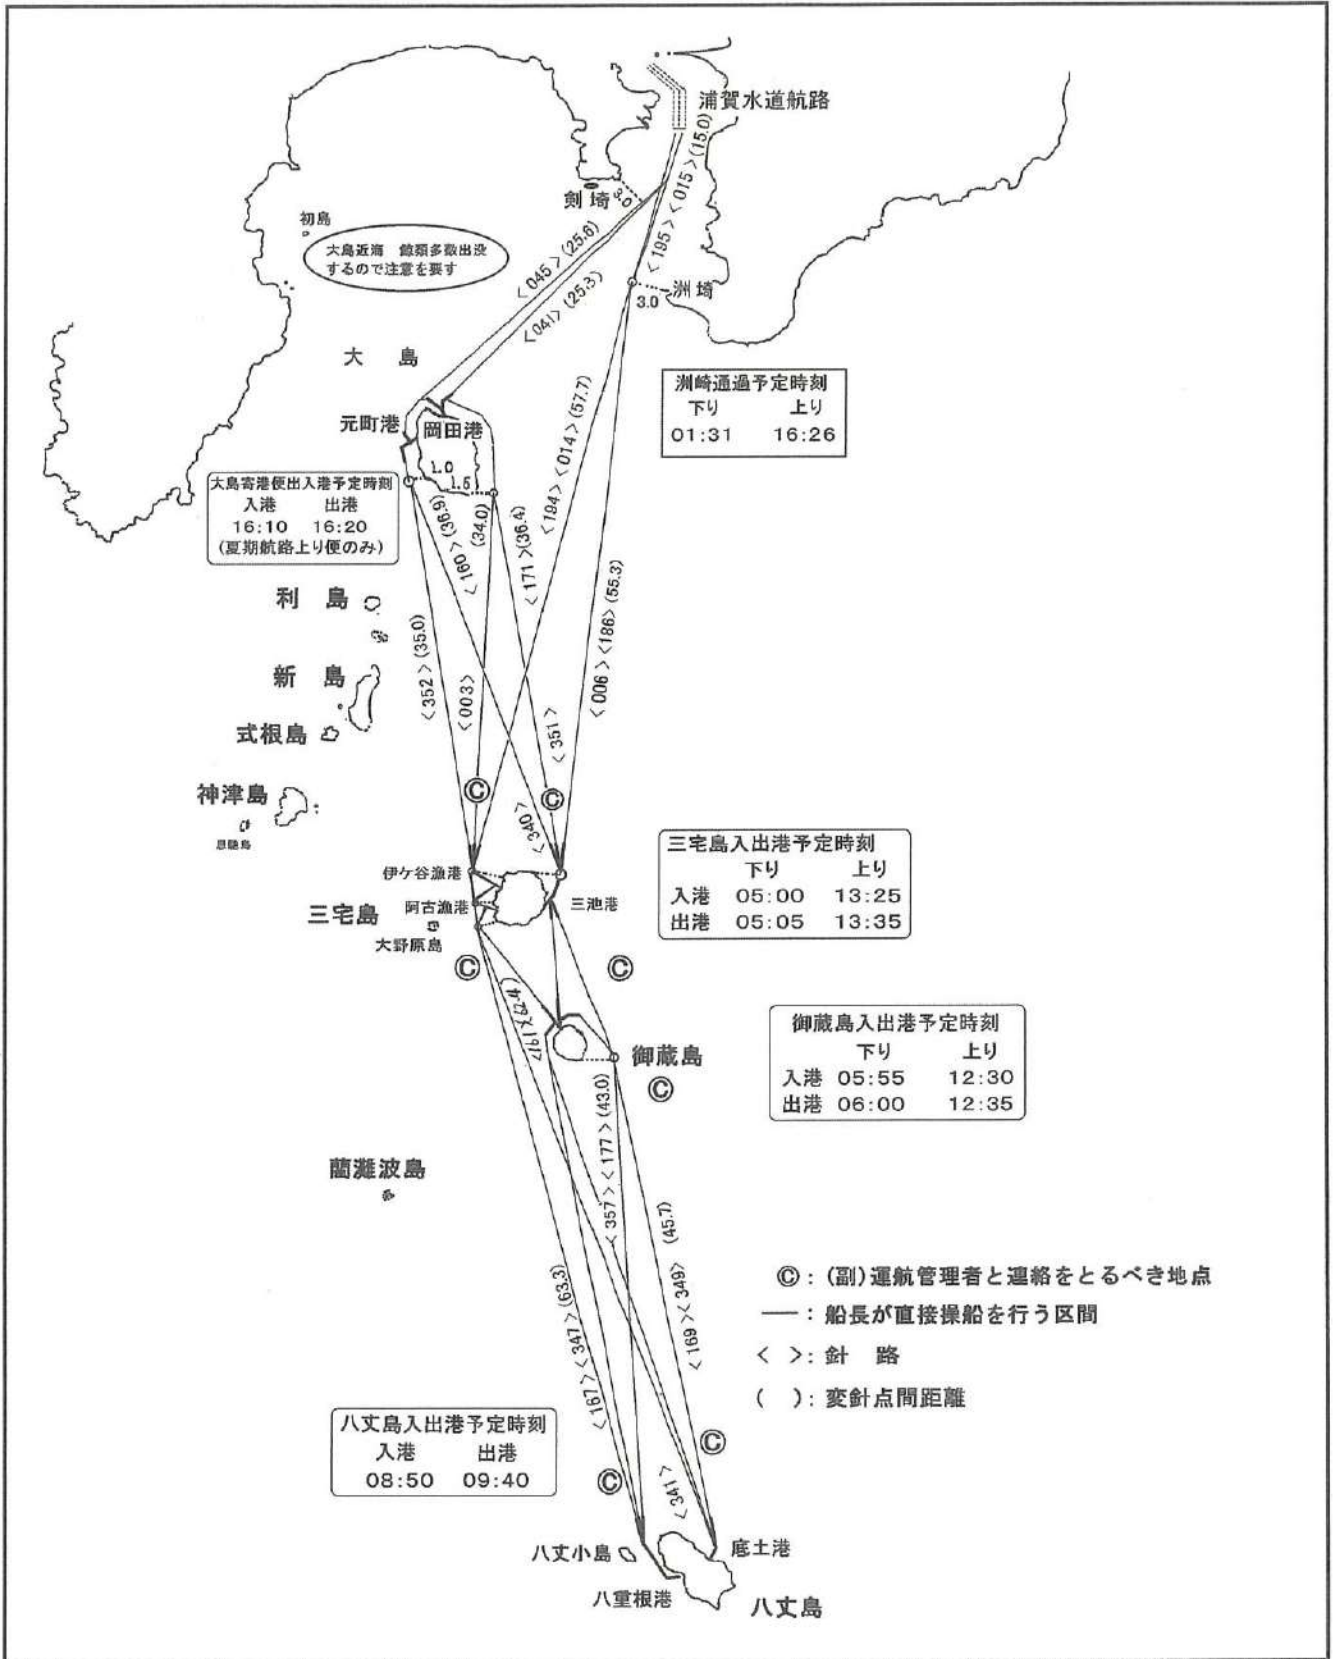 浦賀水道航路
<195> <015> (15.0)
剣埼
3.0
初島
大島近海 鯨類多数出没
するので注意を要す
<045> (25.6)
<041> (25.3)
洲埼
3.0
大 島
洲崎通過予定時刻
下り 上り
01:31 16:26
元町港
岡田港
1.0
1.5
大島寄港便出入港予定時刻
入港 出港
16:10 16:20
(夏期航路上り便のみ)
<160> (36.9)
(34.0)
<171> (36.4)
<194> <014> (57.7)
<006> <186> (55.3)
利 島
新 島
式根島
神津島
恩馳島
<352> (35.0)
<003>
<351>
<340>
Ⓒ
Ⓒ
伊ケ谷漁港
阿古漁港
三宅島
大野原島
三池港
三宅島入出港予定時刻
下り 上り
入港 05:00 13:25
出港 05:05 13:35
Ⓒ
Ⓒ
<161> (62.4)
御蔵島
Ⓒ
御蔵島入出港予定時刻
下り 上り
入港 05:55 12:30
出港 06:00 12:35
藺灘波島
<357> <177> (43.0)
<169> <349> (45.7)
<167> <347> (63.3)
Ⓒ : (副)運航管理者と連絡をとるべき地点
― : 船長が直接操船を行う区間
< >: 針 路
( ): 変針点間距離
八丈島入出港予定時刻
入港 出港
08:50 09:40
Ⓒ
Ⓒ
<341>
八丈小島
底土港
八重根港
八丈島